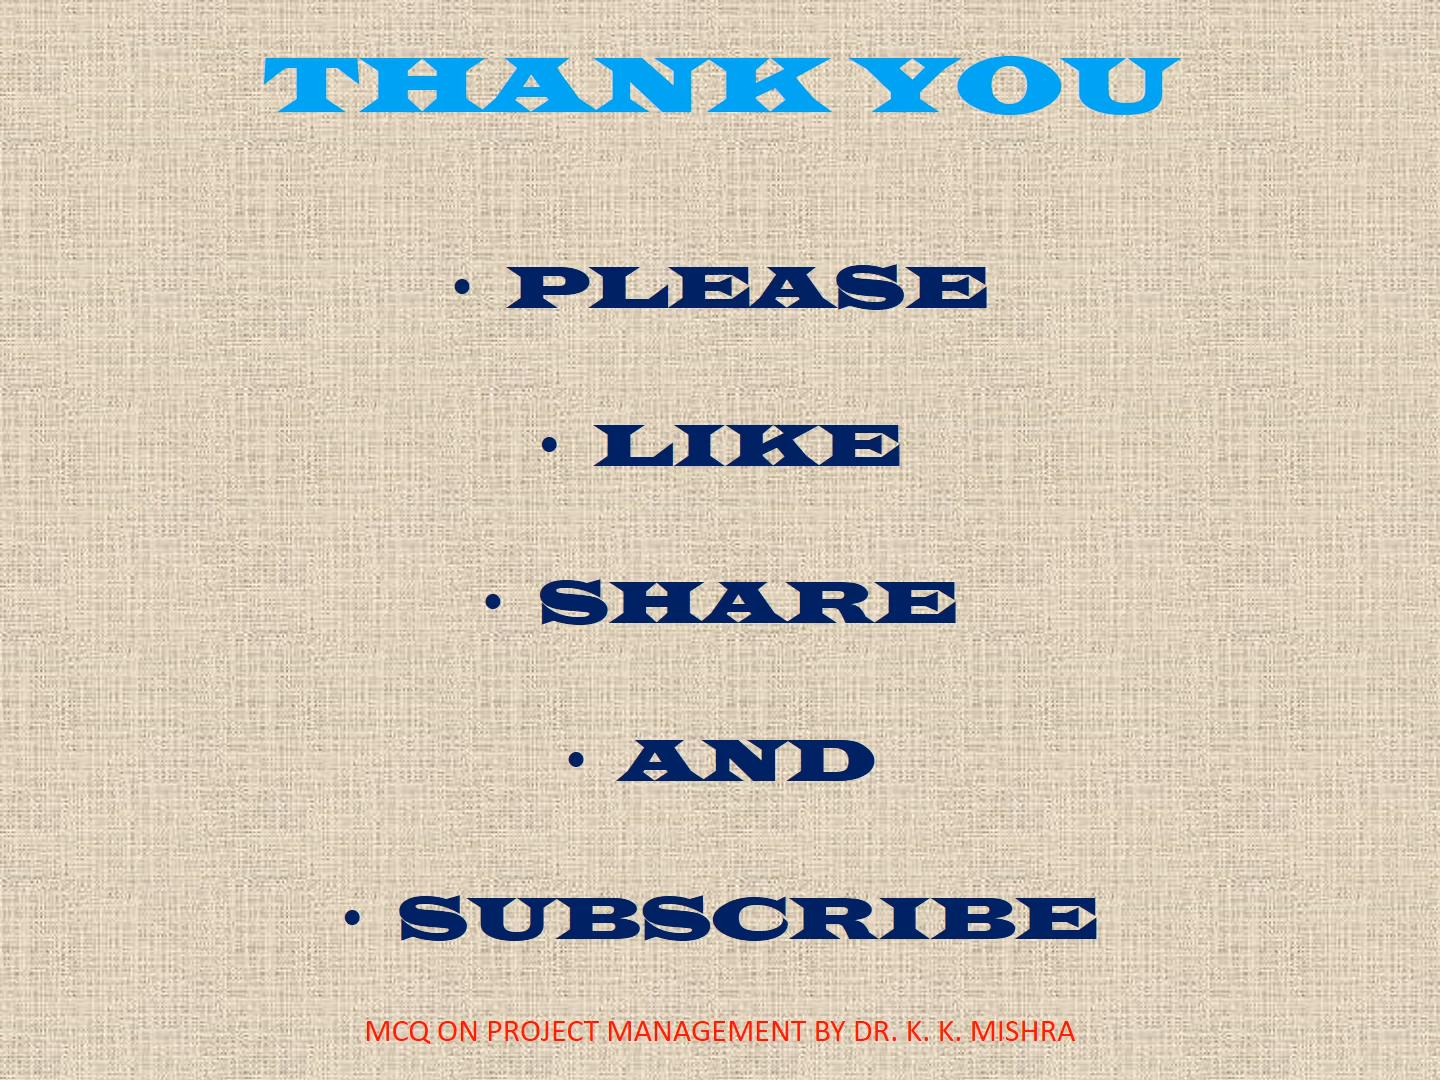 THANK YOU
• PLEASE
• LIKE
• SHARE
• AND
• SUBSCRIBE
MCQ ON PROJECT MANAGEMENT BY DR. K. K. MISHRA